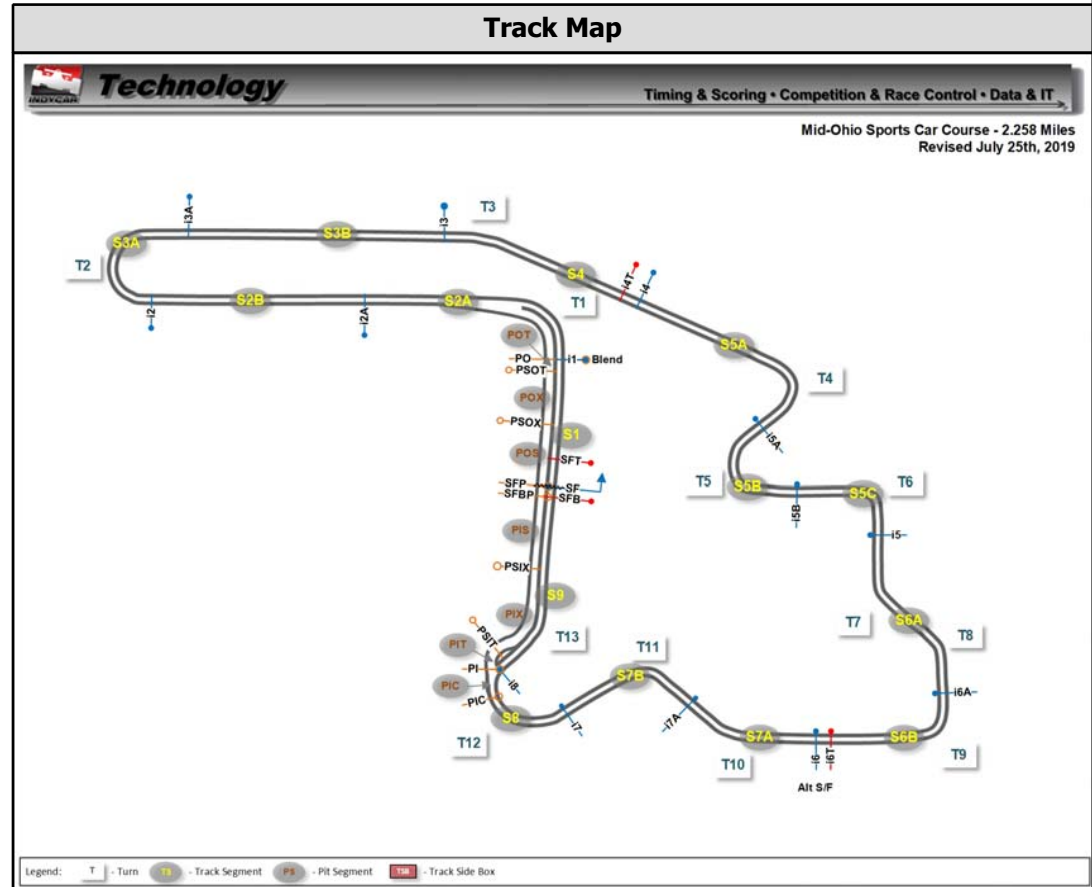 Track Map
INDYCAR Technology
Timing & Scoring • Competition & Race Control • Data & IT
Mid-Ohio Sports Car Course - 2.258 Miles
Revised July 25th, 2019
i3A
i3
T3
S3A
S3B
T2
S4
i4T
i4
T1
i2
S2B
i2A
S2A
S5A
POT
PO
i1
Blend
PSOT
T4
POX
PSOX
S1
i5A
POS
SFT
SFP
SF
SFBP
SFB
T5
S5B
i5B
S5C
T6
PIS
i5
PSIX
S9
PIX
T13
T7
S6A
T8
PSIT
PIT
PI
i8
T11
S7B
PIC
PIC
i7
i7A
i6A
S8
T12
S7A
T10
i6
i6T
S6B
T9
Alt S/F
Legend: T - Turn TS - Track Segment PS - Pit Segment TSB - Track Side Box